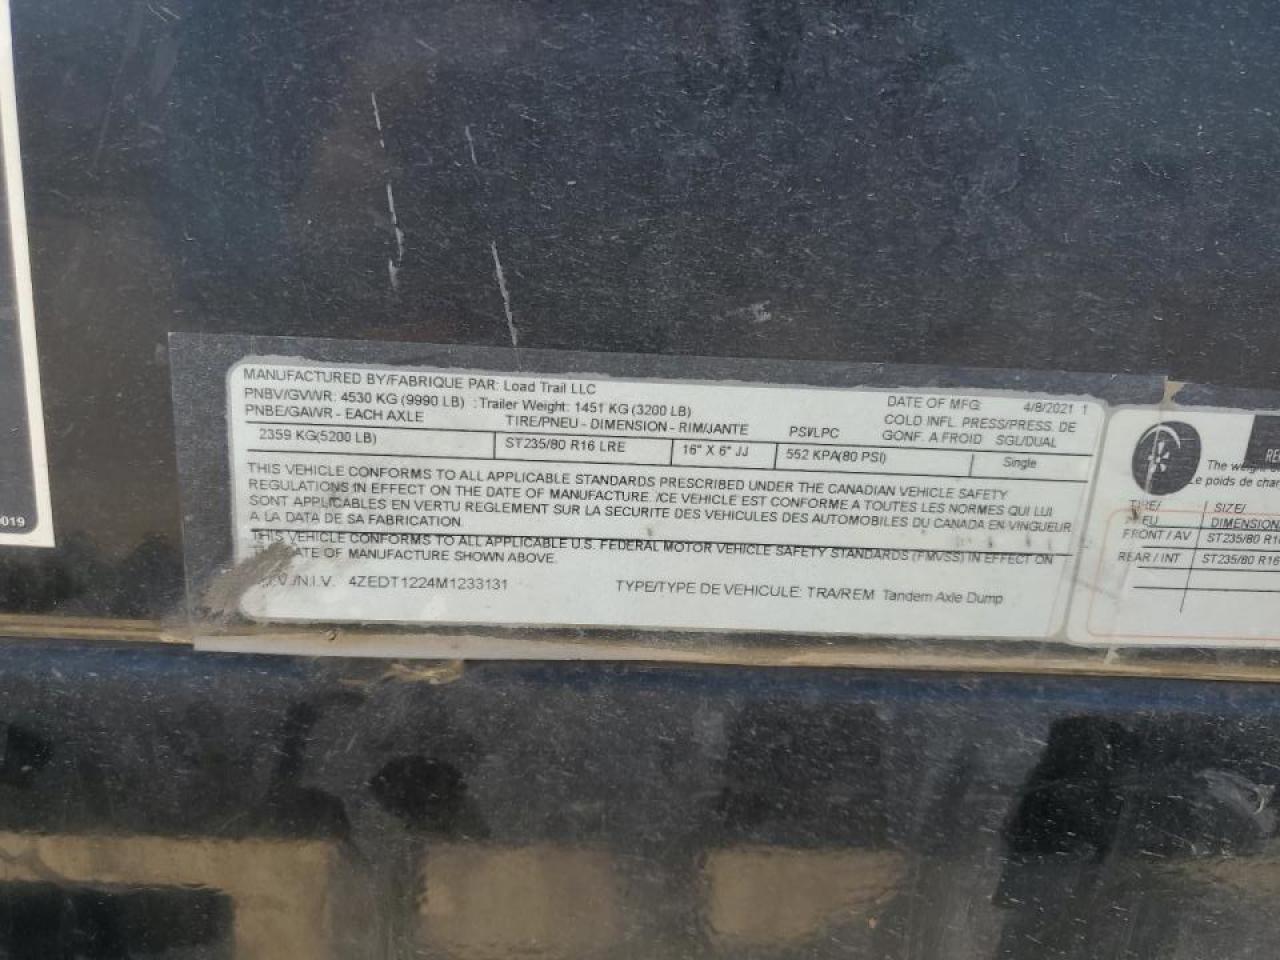 MANUFACTURED BY/FABRIQUE PAR: Load Trail LLC
DATE OF MFG: 4/8/2021 1
PNBV/GVWR: 4530 KG (9990 LB) :Trailer Weight: 1451 KG (3200 LB)
COLD INFL. PRESS/PRESS. DE
PNBE/GAWR - EACH AXLE TIRE/PNEU - DIMENSION - RIM/JANTE PSI/LPC GONF. A FROID SGL/DUAL
2359 KG(5200 LB) ST235/80 R16 LRE 16" X 6" JJ 552 KPA(80 PSI) Single
THIS VEHICLE CONFORMS TO ALL APPLICABLE STANDARDS PRESCRIBED UNDER THE CANADIAN VEHICLE SAFETY
REGULATIONS IN EFFECT ON THE DATE OF MANUFACTURE. /CE VEHICLE EST CONFORME A TOUTES LES NORMES QUI LUI
SONT APPLICABLES EN VERTU REGLEMENT SUR LA SECURITE DES VEHICULES DES AUTOMOBILES DU CANADA EN VINGUEUR
A LA DATA DE SA FABRICATION.
THIS VEHICLE CONFORMS TO ALL APPLICABLE U.S. FEDERAL MOTOR VEHICLE SAFETY STANDARDS (FMVSS) IN EFFECT ON
DATE OF MANUFACTURE SHOWN ABOVE.
/N.I.V. 4ZEDT1224M1233131 TYPE/TYPE DE VEHICULE: TRA/REM Tandem Axle Dump
019
RE
The
Le poids de char
TIRE/ SIZE/
DIMENSION
FRONT / AV ST235/80 R16
REAR / INT ST235/80 R16